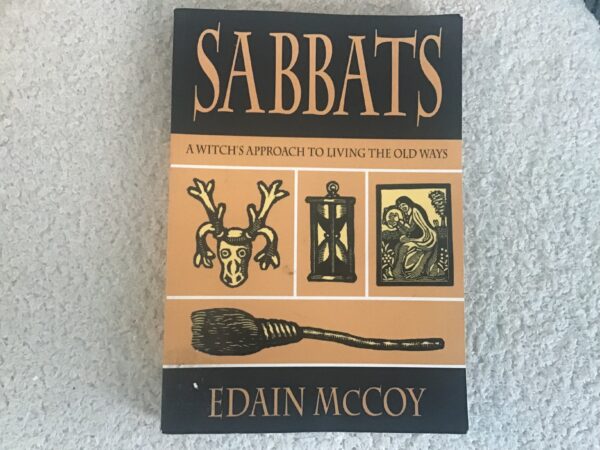 SABBATS
A WITCH'S APPROACH TO LIVING THE OLD WAYS
EDAIN MCCOY